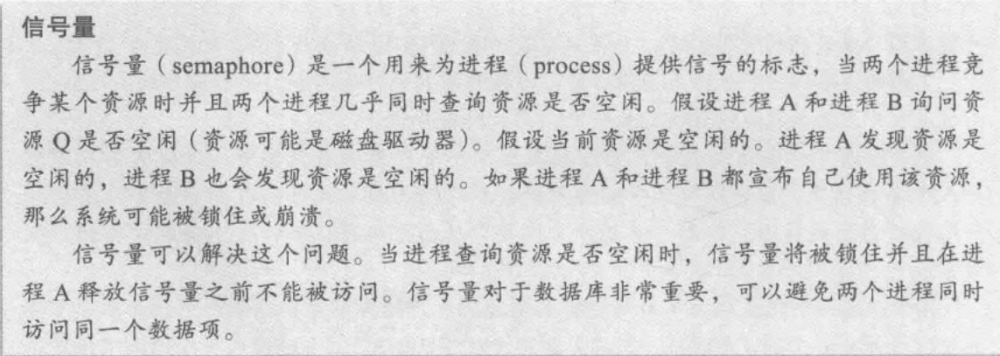 信号量
信号量（semaphore）是一个用来为进程（process）提供信号的标志，当两个进程竞
争某个资源时并且两个进程几乎同时查询资源是否空闲。假设进程 A 和进程 B 询问资
源 Q 是否空闲（资源可能是磁盘驱动器）。假设当前资源是空闲的。进程 A 发现资源是
空闲的，进程 B 也会发现资源是空闲的。如果进程 A 和进程 B 都宣布自己使用该资源，
那么系统可能被锁住或崩溃。
信号量可以解决这个问题。当进程查询资源是否空闲时，信号量将被锁住并且在进
程 A 释放信号量之前不能被访问。信号量对于数据库非常重要，可以避免两个进程同时
访问同一个数据项。